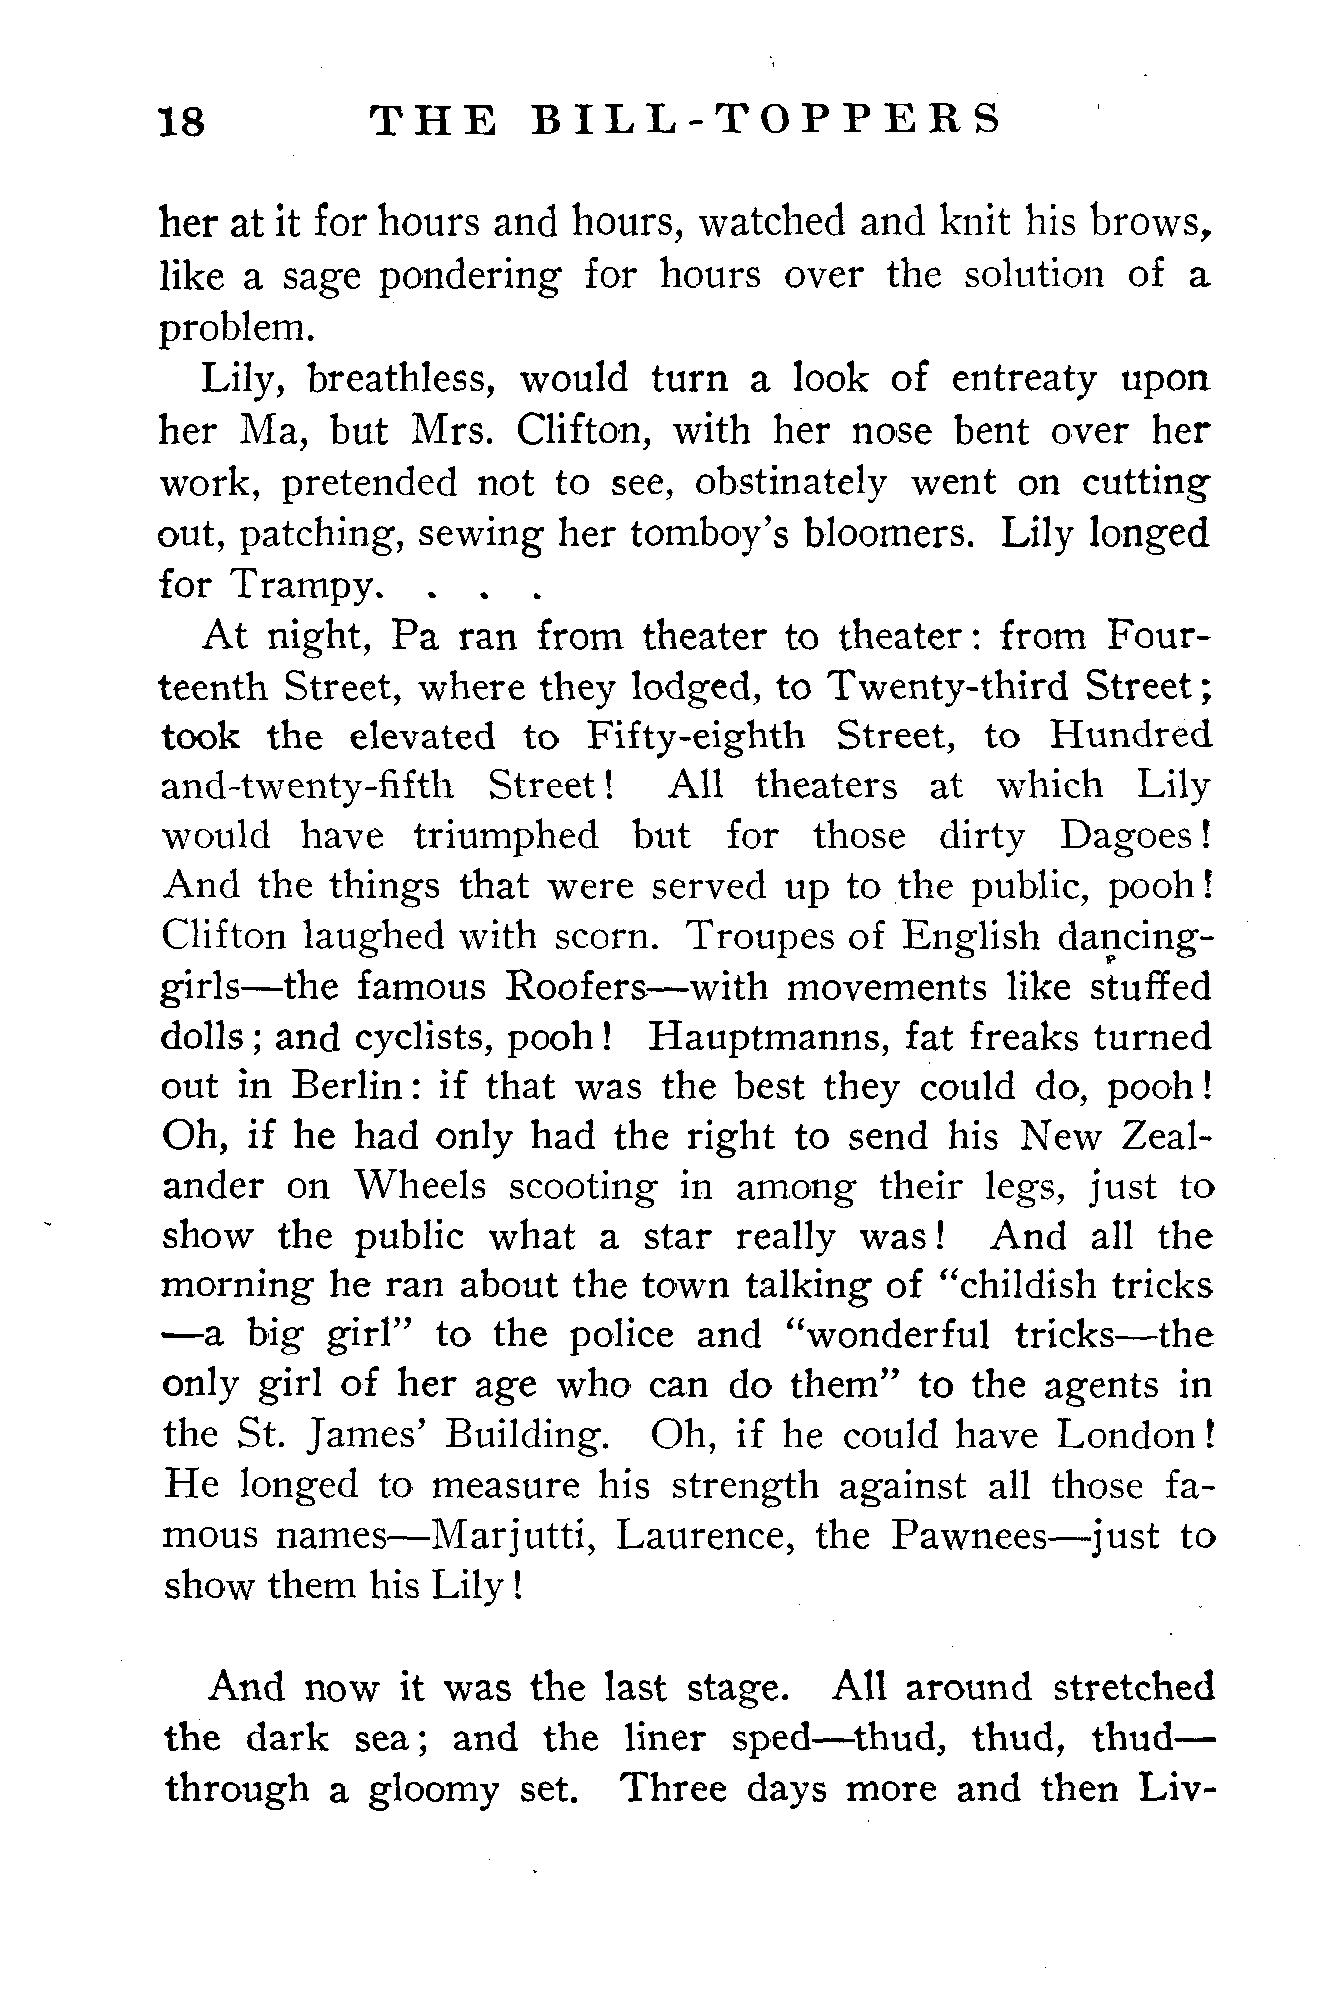 18 THE BILL-TOPPERS
her at it for hours and hours, watched and knit his brows,
like a sage pondering for hours over the solution of a
problem.
Lily, breathless, would turn a look of entreaty upon
her Ma, but Mrs. Clifton, with her nose bent over her
work, pretended not to see, obstinately went on cutting
out, patching, sewing her tomboy's bloomers. Lily longed
for Trampy. . . .
At night, Pa ran from theater to theater: from Four-
teenth Street, where they lodged, to Twenty-third Street;
took the elevated to Fifty-eighth Street, to Hundred
and-twenty-fifth Street! All theaters at which Lily
would have triumphed but for those dirty Dagoes!
And the things that were served up to the public, pooh!
Clifton laughed with scorn. Troupes of English dancing-
girls—the famous Roofers—with movements like stuffed
dolls; and cyclists, pooh! Hauptmanns, fat freaks turned
out in Berlin: if that was the best they could do, pooh!
Oh, if he had only had the right to send his New Zeal-
ander on Wheels scooting in among their legs, just to
show the public what a star really was! And all the
morning he ran about the town talking of "childish tricks
—a big girl" to the police and "wonderful tricks—the
only girl of her age who can do them" to the agents in
the St. James' Building. Oh, if he could have London!
He longed to measure his strength against all those fa-
mous names—Marjutti, Laurence, the Pawnees—just to
show them his Lily!
And now it was the last stage. All around stretched
the dark sea; and the liner sped—thud, thud, thud—
through a gloomy set. Three days more and then Liv-